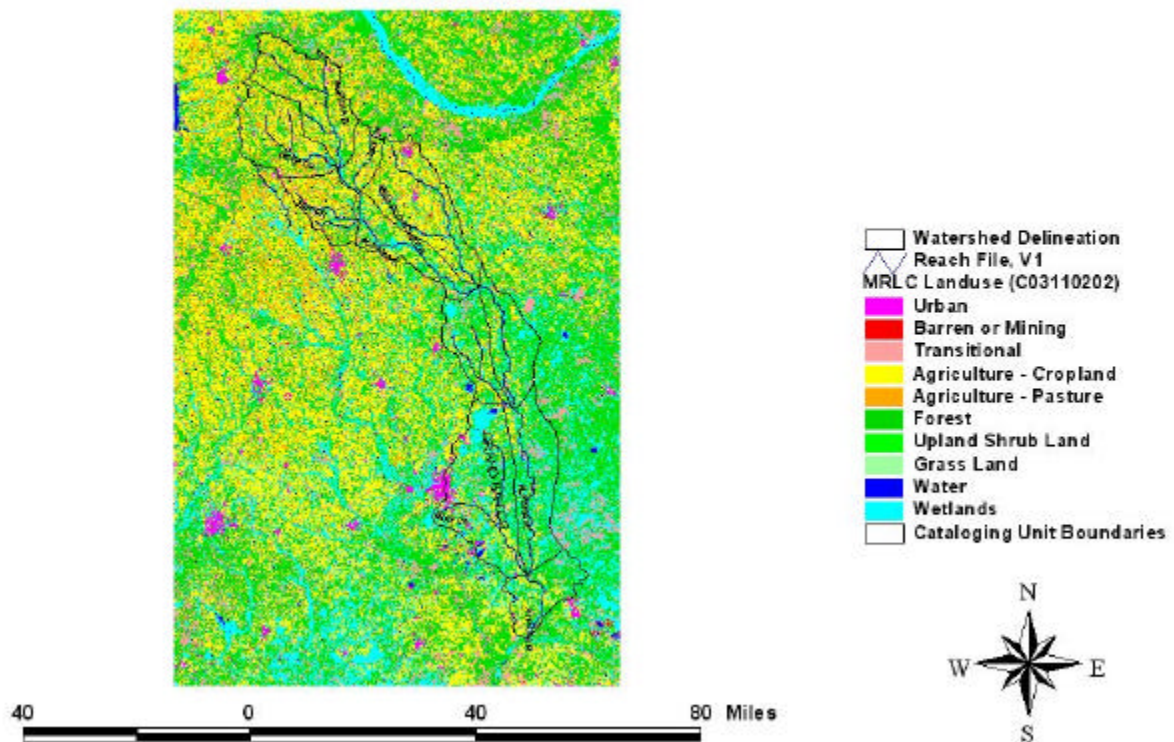 Watershed Delineation
Reach File, V1
MRLC Landuse (C03110202)
Urban
Barren or Mining
Transitional
Agriculture - Cropland
Agriculture - Pasture
Forest
Upland Shrub Land
Grass Land
Water
Wetlands
Cataloging Unit Boundaries
N
W E
S
40 0 40 80 Miles